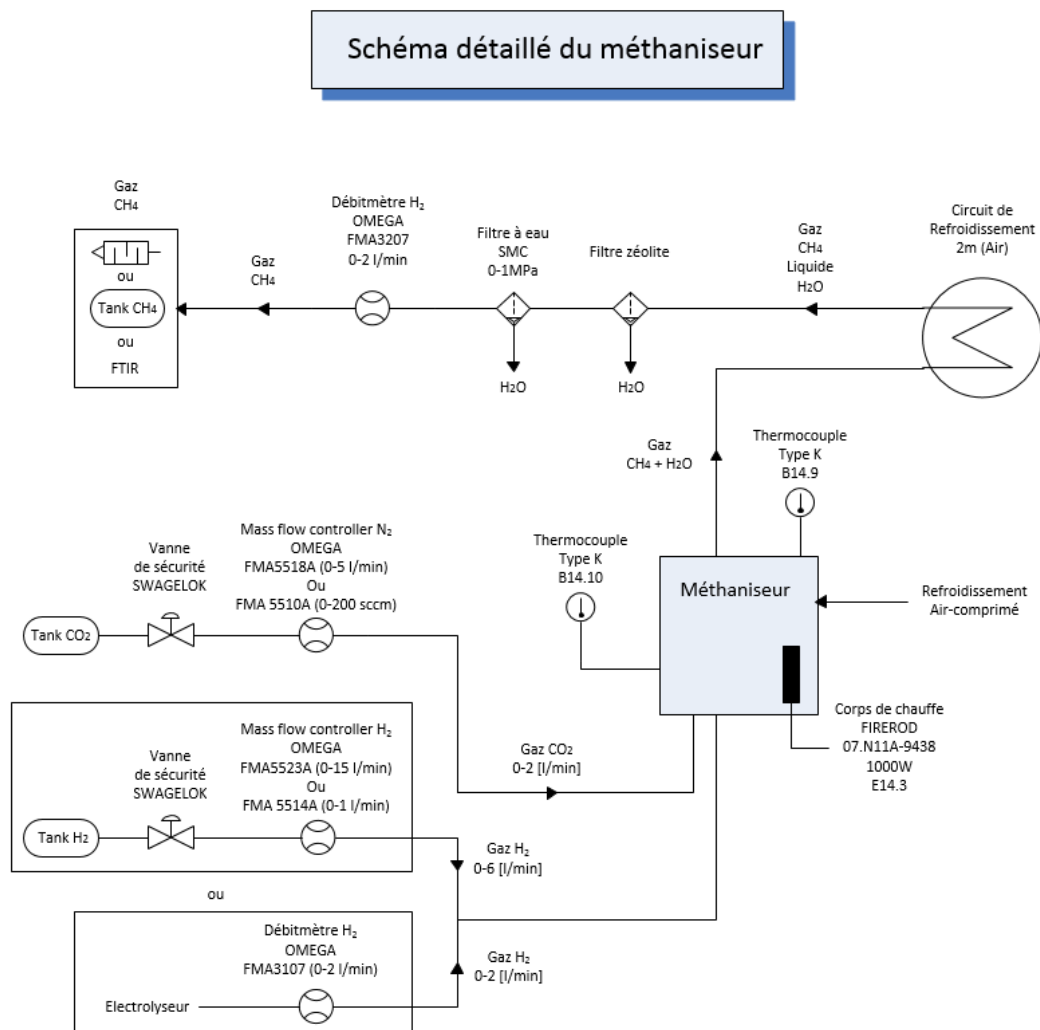 Schéma détaillé du méthaniseur
Gaz
CH4
ou
Tank CH4
ou
FTIR
Gaz
CH4
Débitmètre H2
OMEGA
FMA3207
0-2 l/min
Filtre à eau
SMC
0-1MPa
H2O
Filtre zéolite
H2O
Gaz
CH4
Liquide
H2O
Circuit de
Refroidissement
2m (Air)
Gaz
CH4 + H2O
Thermocouple
Type K
B14.9
Thermocouple
Type K
B14.10
Méthaniseur
Refroidissement
Air-comprimé
Corps de chauffe
FIREROD
07.N11A-9438
1000W
E14.3
Tank CO2
Vanne
de sécurité
SWAGELOK
Mass flow controller N2
OMEGA
FMA5518A (0-5 l/min)
Ou
FMA 5510A (0-200 sccm)
Gaz CO2
0-2 [l/min]
Tank H2
Vanne
de sécurité
SWAGELOK
Mass flow controller H2
OMEGA
FMA5523A (0-15 l/min)
Ou
FMA 5514A (0-1 l/min)
Gaz H2
0-6 [l/min]
ou
Débitmètre H2
OMEGA
FMA3107 (0-2 l/min)
Electrolyseur
Gaz H2
0-2 [l/min]